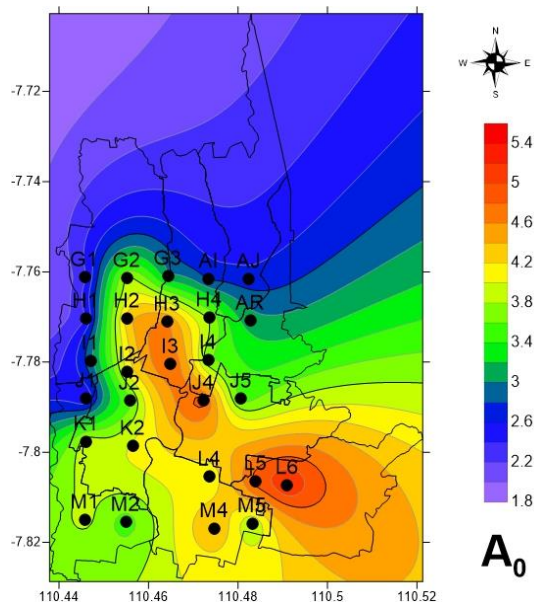 N
W E
S
-7.72
-7.74
-7.76
-7.78
-7.8
-7.82
110.44 110.46 110.48 110.5 110.52
G1 G2 G3 AI AJ
H1 H2 H3 H4 AR
I1 I2 I3 I4
J1 J2 J4 J5
K1 K2
L4 L5 L6
M1 M2 M4 M5
5.4
5
4.6
4.2
3.8
3.4
3
2.6
2.2
1.8
A0